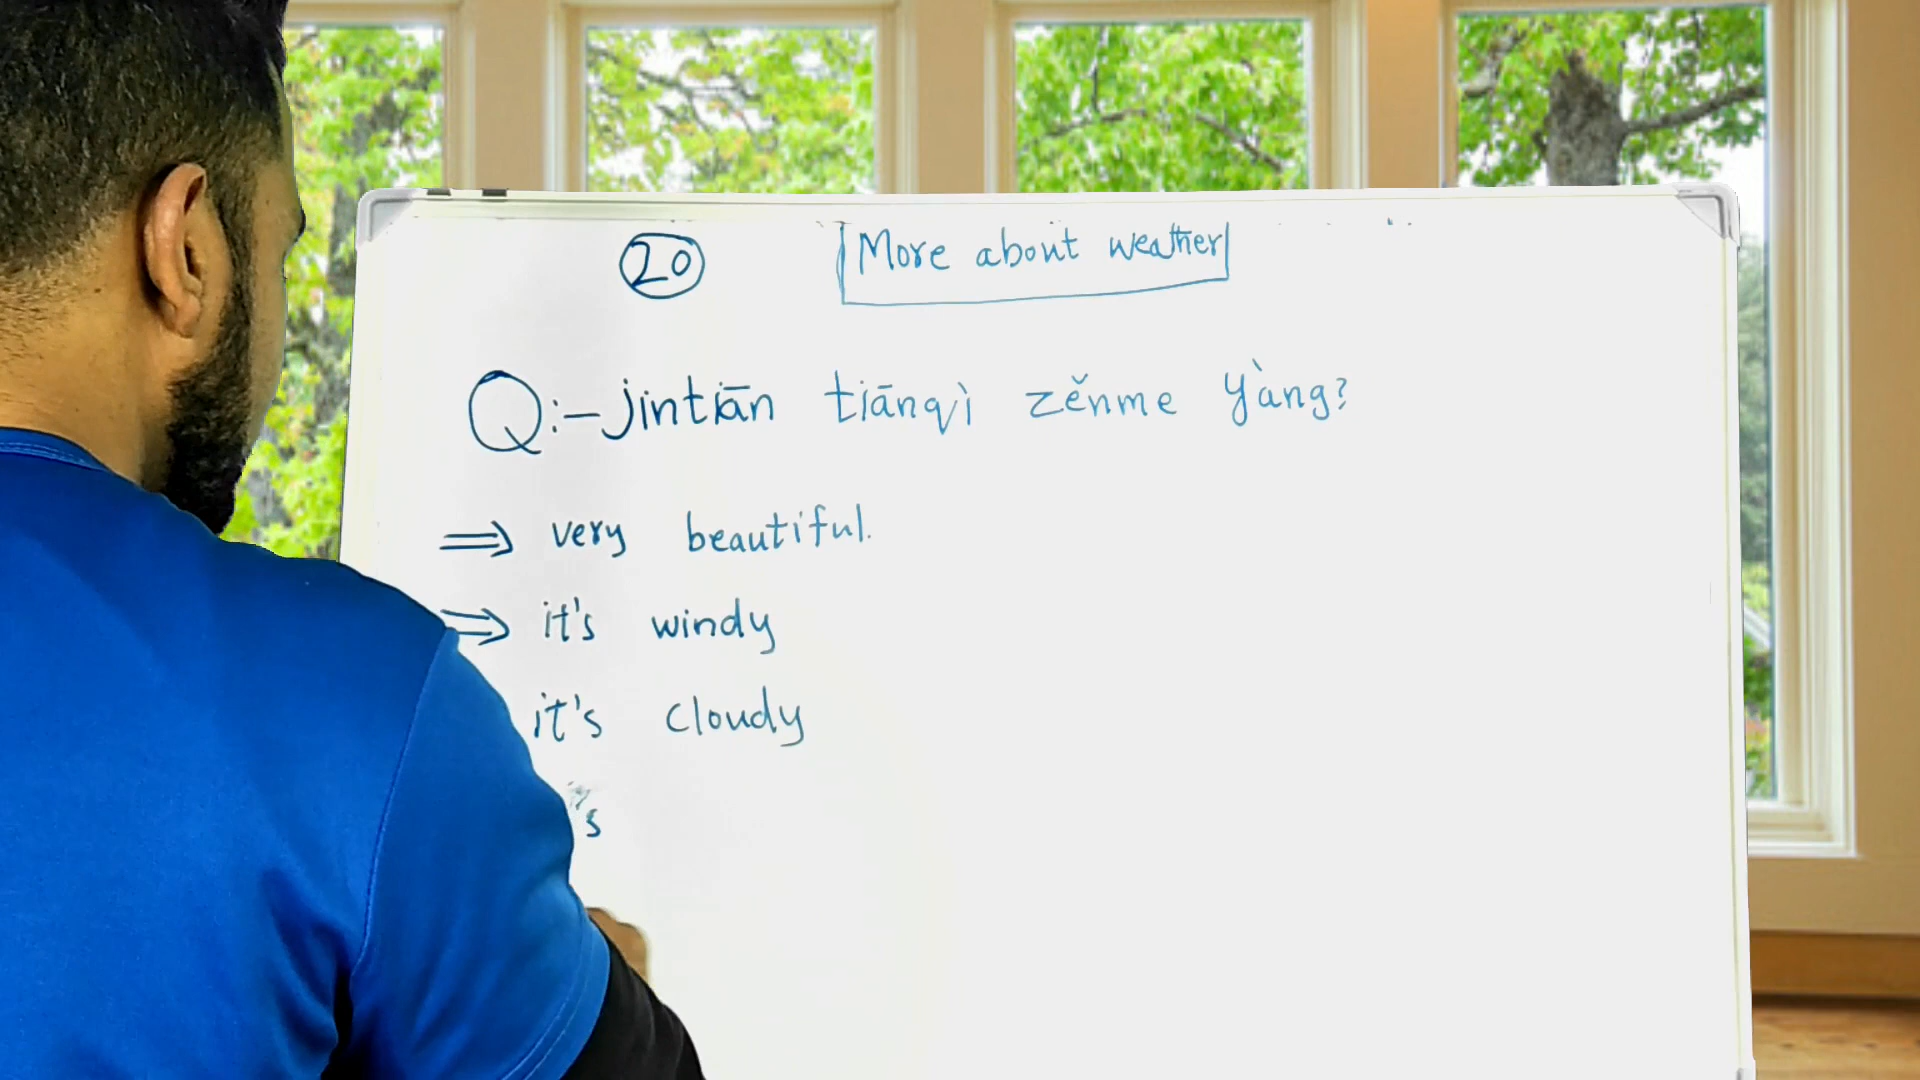 20 More about weather
Q:- jintiān tiānqì zěnme yàng?
⇒ very beautiful.
⇒ it's windy
it's cloudy
's